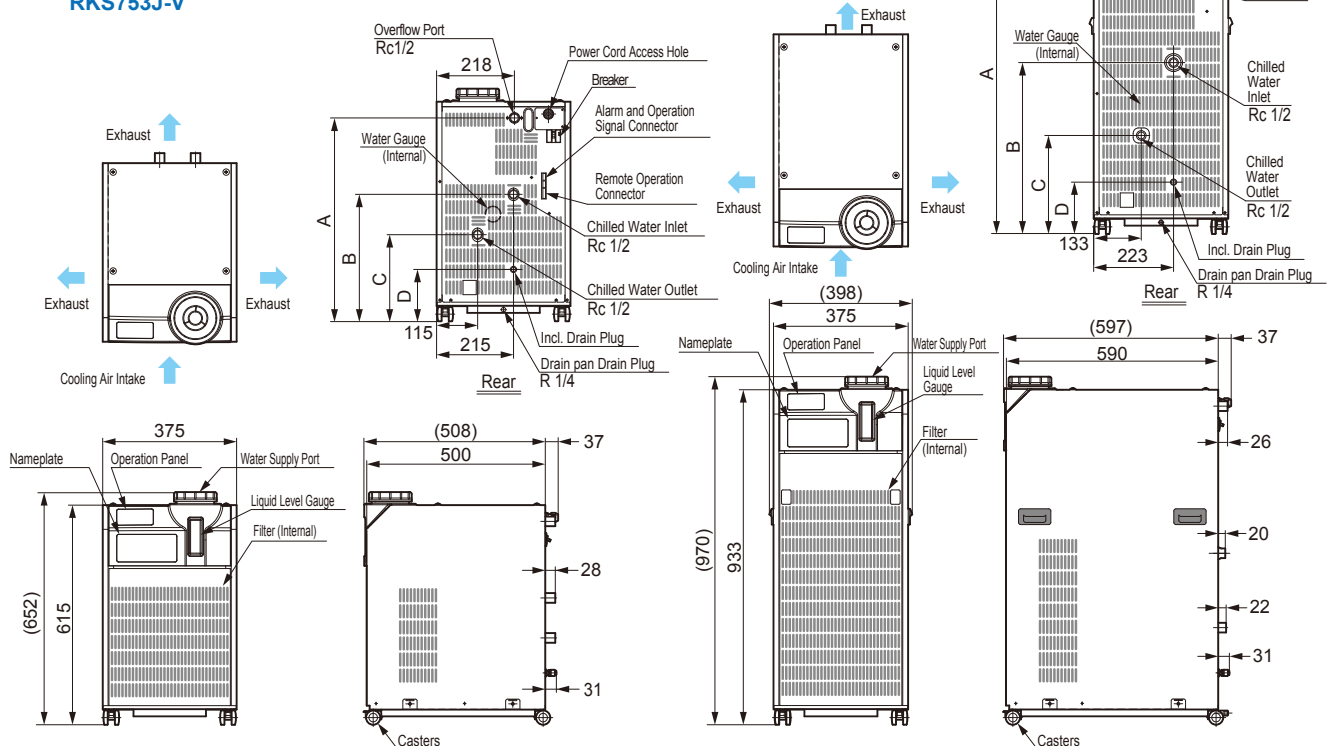 RKS753J-V
Exhaust
Exhaust
Exhaust
Cooling Air Intake
Overflow Port
Rc1/2
218
Power Cord Access Hole
Breaker
Alarm and Operation
Signal Connector
Water Gauge
(Internal)
Remote Operation
Connector
Chilled Water Inlet
Rc 1/2
Chilled Water Outlet
Rc 1/2
A
B
C
D
115
215
Incl. Drain Plug
Drain pan Drain Plug
R 1/4
Rear
375
Nameplate
Operation Panel
Water Supply Port
Liquid Level Gauge
Filter (Internal)
(652)
615
(508)
500
37
28
31
Casters
Exhaust
Exhaust
Exhaust
Cooling Air Intake
Water Gauge
(Internal)
Chilled
Water
Inlet
Rc 1/2
Chilled
Water
Outlet
Rc 1/2
A
B
C
D
133
223
Incl. Drain Plug
Drain pan Drain Plug
R 1/4
Rear
(398)
375
Nameplate
Operation Panel
Water Supply Port
Liquid Level
Gauge
Filter
(Internal)
(970)
933
(597)
590
37
26
20
22
31
Casters